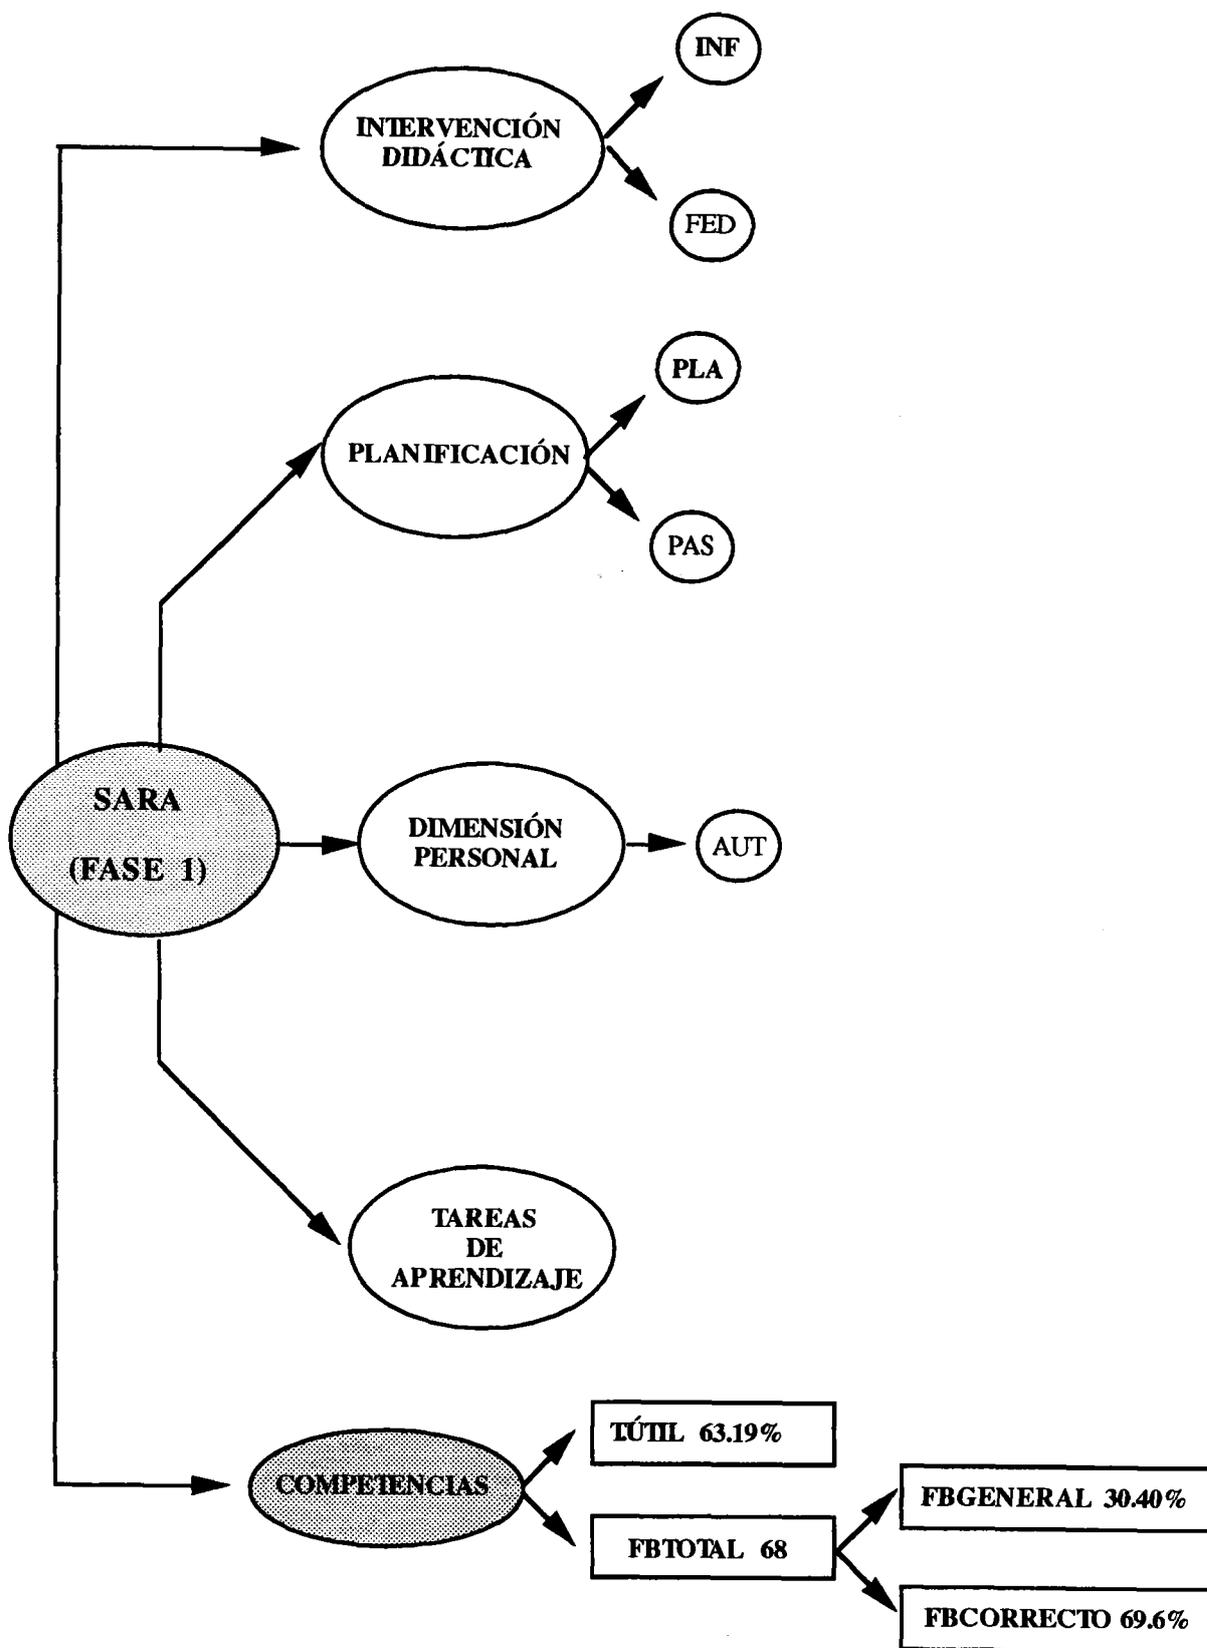 INF
INTERVENCIÓN
DIDÁCTICA
FED
PLA
PLANIFICACIÓN
PAS
SARA
(FASE 1)
DIMENSIÓN
PERSONAL
AUT
TAREAS
DE
APRENDIZAJE
T.ÚTIL 63.19%
COMPETENCIAS
FBGENERAL 30.40%
FBTOTAL 68
FBCORRECTO 69.6%